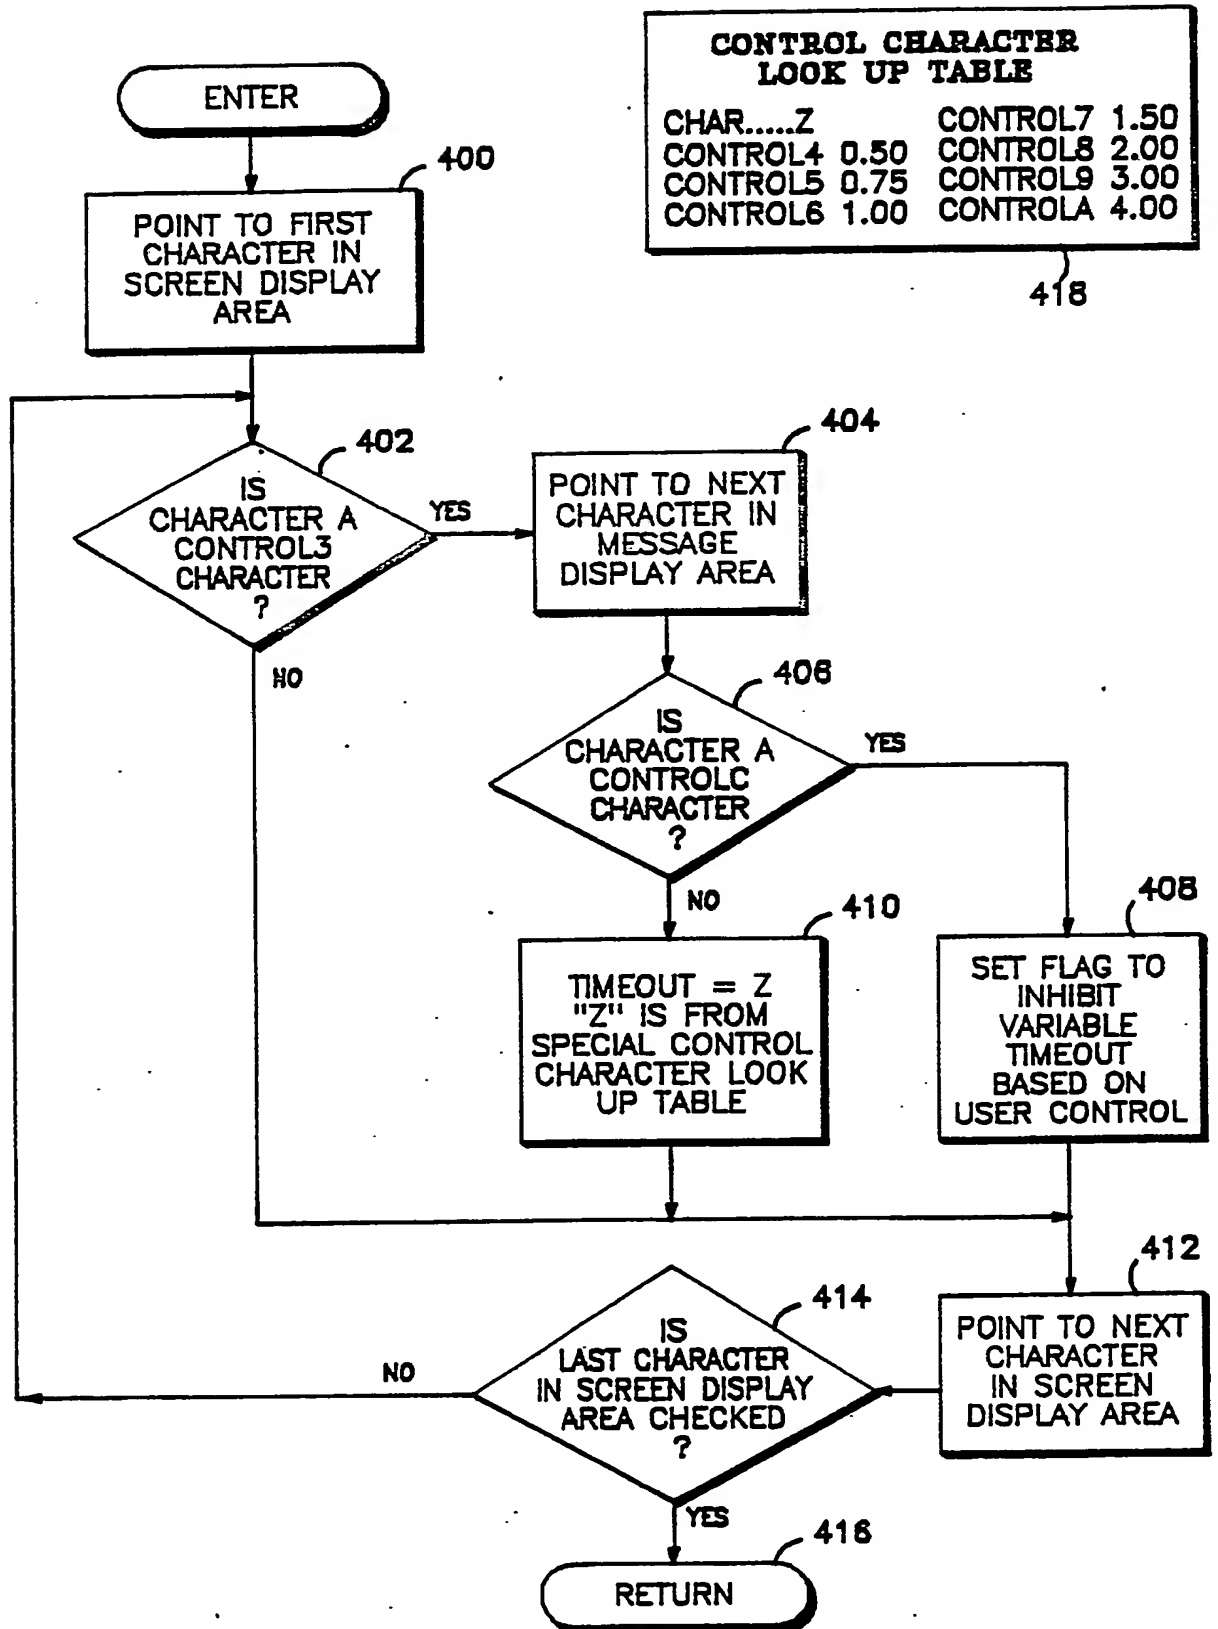 CONTROL CHARACTER
LOOK UP TABLE
CHAR.....Z CONTROL7 1.50
CONTROL4 0.50 CONTROL8 2.00
CONTROL5 0.75 CONTROL9 3.00
CONTROL6 1.00 CONTROLA 4.00
418
ENTER
400
POINT TO FIRST
CHARACTER IN
SCREEN DISPLAY
AREA
402
IS
CHARACTER A
CONTROL3
CHARACTER
?
YES
NO
404
POINT TO NEXT
CHARACTER IN
MESSAGE
DISPLAY AREA
406
IS
CHARACTER A
CONTROLC
CHARACTER
?
YES
NO
410
TIMEOUT = Z
"Z" IS FROM
SPECIAL CONTROL
CHARACTER LOOK
UP TABLE
408
SET FLAG TO
INHIBIT
VARIABLE
TIMEOUT
BASED ON
USER CONTROL
412
POINT TO NEXT
CHARACTER
IN SCREEN
DISPLAY AREA
414
IS
LAST CHARACTER
IN SCREEN DISPLAY
AREA CHECKED
?
NO
YES
416
RETURN